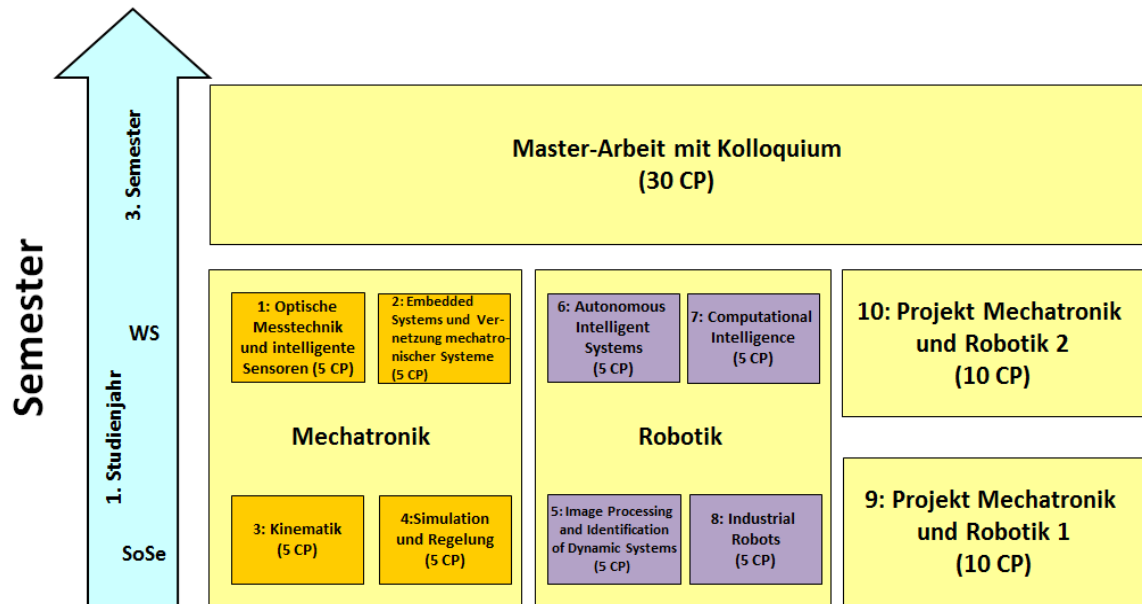 Semester
3. Semester
WS
1. Studienjahr
SoSe
Master-Arbeit mit Kolloquium
(30 CP)
1: Optische
Messtechnik
und intelligente
Sensoren (5 CP)
2: Embedded
Systems und Ver-
netzung mechatro-
nischer Systeme
(5 CP)
Mechatronik
3: Kinematik
(5 CP)
4:Simulation
und Regelung
(5 CP)
6: Autonomous
Intelligent
Systems
(5 CP)
7: Computational
Intelligence
(5 CP)
Robotik
5: Image Processing
and Identification
of Dynamic Systems
(5 CP)
8: Industrial
Robots
(5 CP)
10: Projekt Mechatronik
und Robotik 2
(10 CP)
9: Projekt Mechatronik
und Robotik 1
(10 CP)